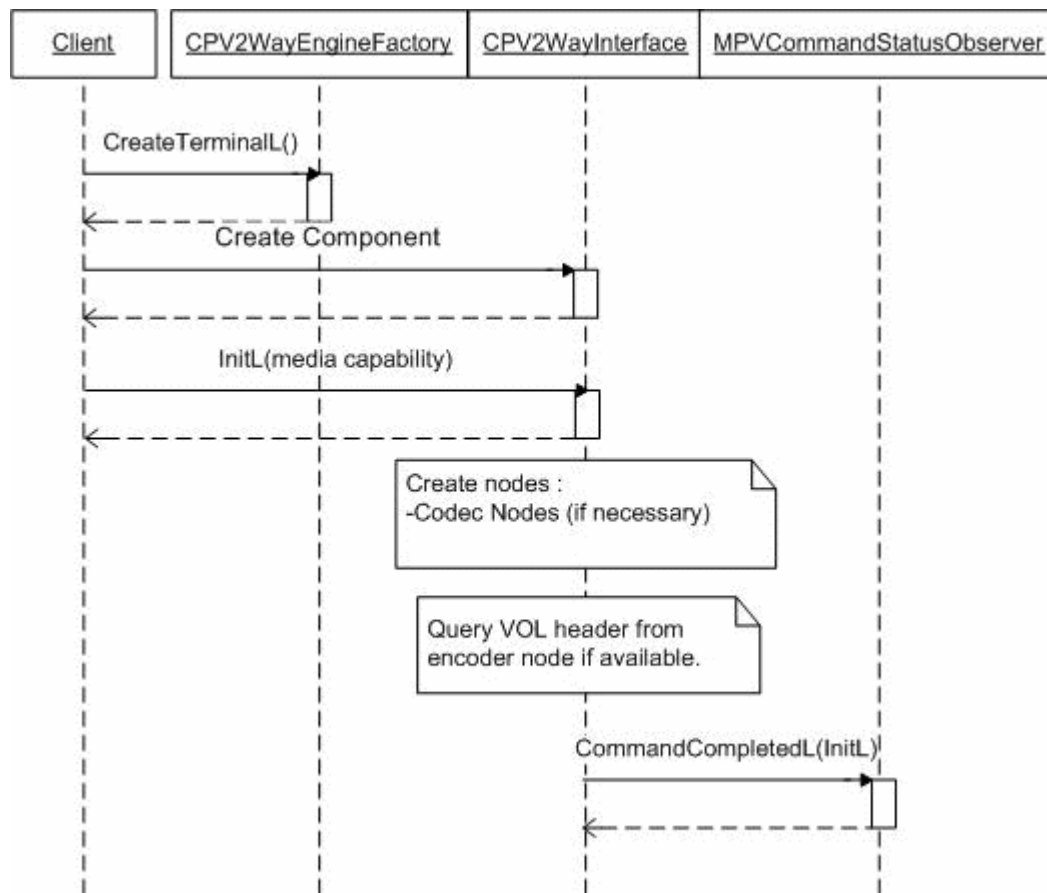 Client
CPV2WayEngineFactory
CPV2WayInterface
MPVCommandStatusObserver
CreateTerminalL()
Create Component
InitL(media capability)
Create nodes :
-Codec Nodes (if necessary)
Query VOL header from
encoder node if available.
CommandCompletedL(InitL)